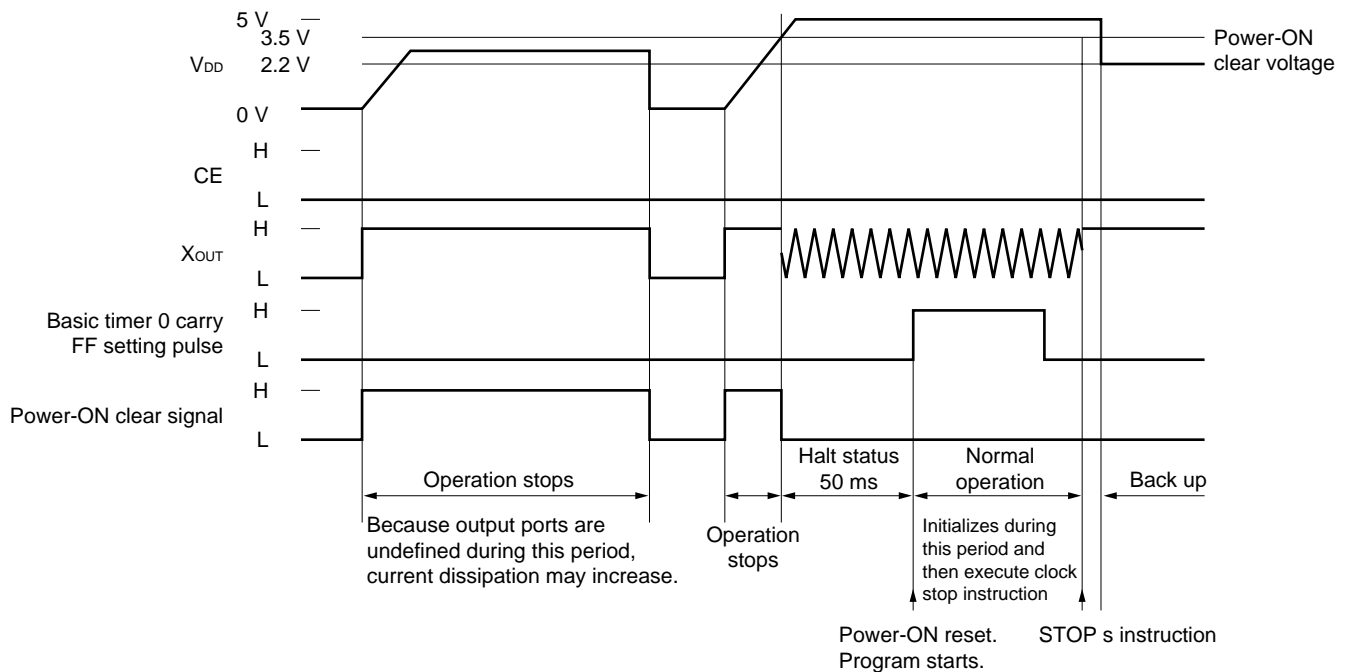 5 V
3.5 V
VDD 2.2 V
0 V
Power-ON
clear voltage
H
CE
L
H
XOUT
L
H
Basic timer 0 carry
FF setting pulse
L
H
Power-ON clear signal
L
Operation stops
Because output ports are
undefined during this period,
current dissipation may increase.
Operation
stops
Halt status
50 ms
Normal
operation
Initializes during
this period and
then execute clock
stop instruction
Back up
Power-ON reset.
Program starts.
STOP s instruction